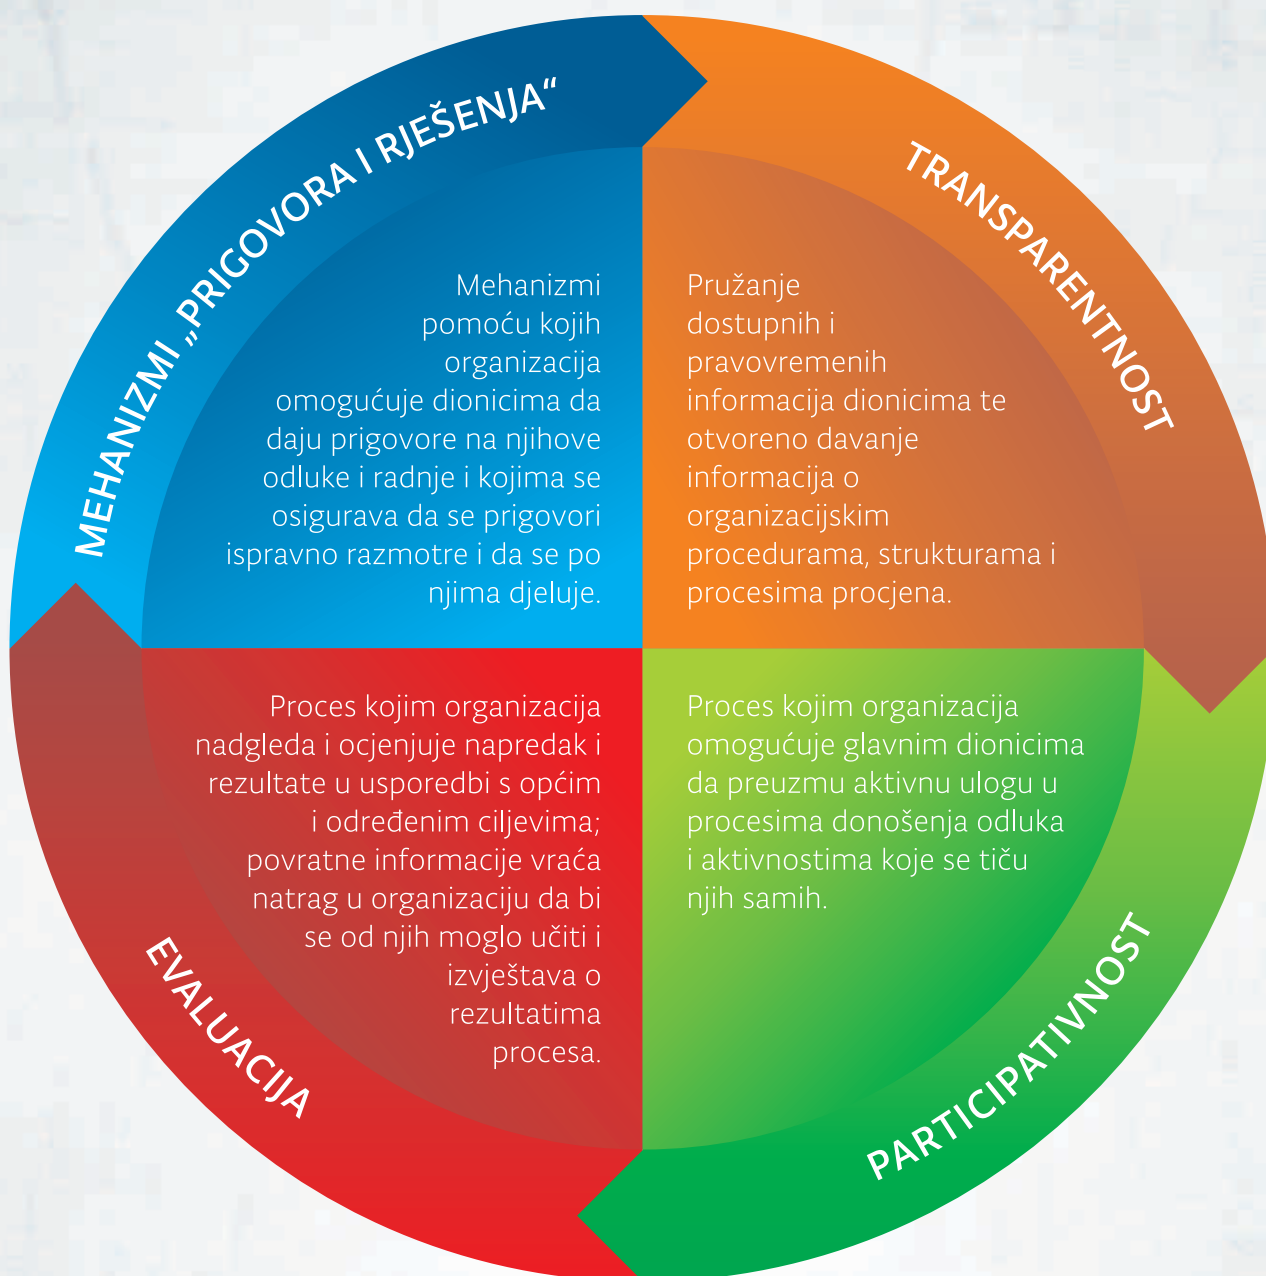 MEHANIZMI „PRIGOVORA I RJEŠENJA“
Mehanizmi
pomoću kojih
organizacija
omogućuje dionicima da
daju prigovore na njihove
odluke i radnje i kojima se
osigurava da se prigovori
ispravno razmotre i da se po
njima djeluje.
TRANSPARENTNOST
Pružanje
dostupnih i
pravovremenih
informacija dionicima te
otvoreno davanje
informacija o
organizacijskim
procedurama, strukturama i
procesima procjena.
PARTICIPATIVNOST
Proces kojim organizacija
omogućuje glavnim dionicima
da preuzmu aktivnu ulogu u
procesima donošenja odluka
i aktivnostima koje se tiču
njih samih.
EVALUACIJA
Proces kojim organizacija
nadgleda i ocjenjuje napredak i
rezultate u usporedbi s općim
i određenim ciljevima;
povratne informacije vraća
natrag u organizaciju da bi
se od njih moglo učiti i
izvještava o
rezultatima
procesa.